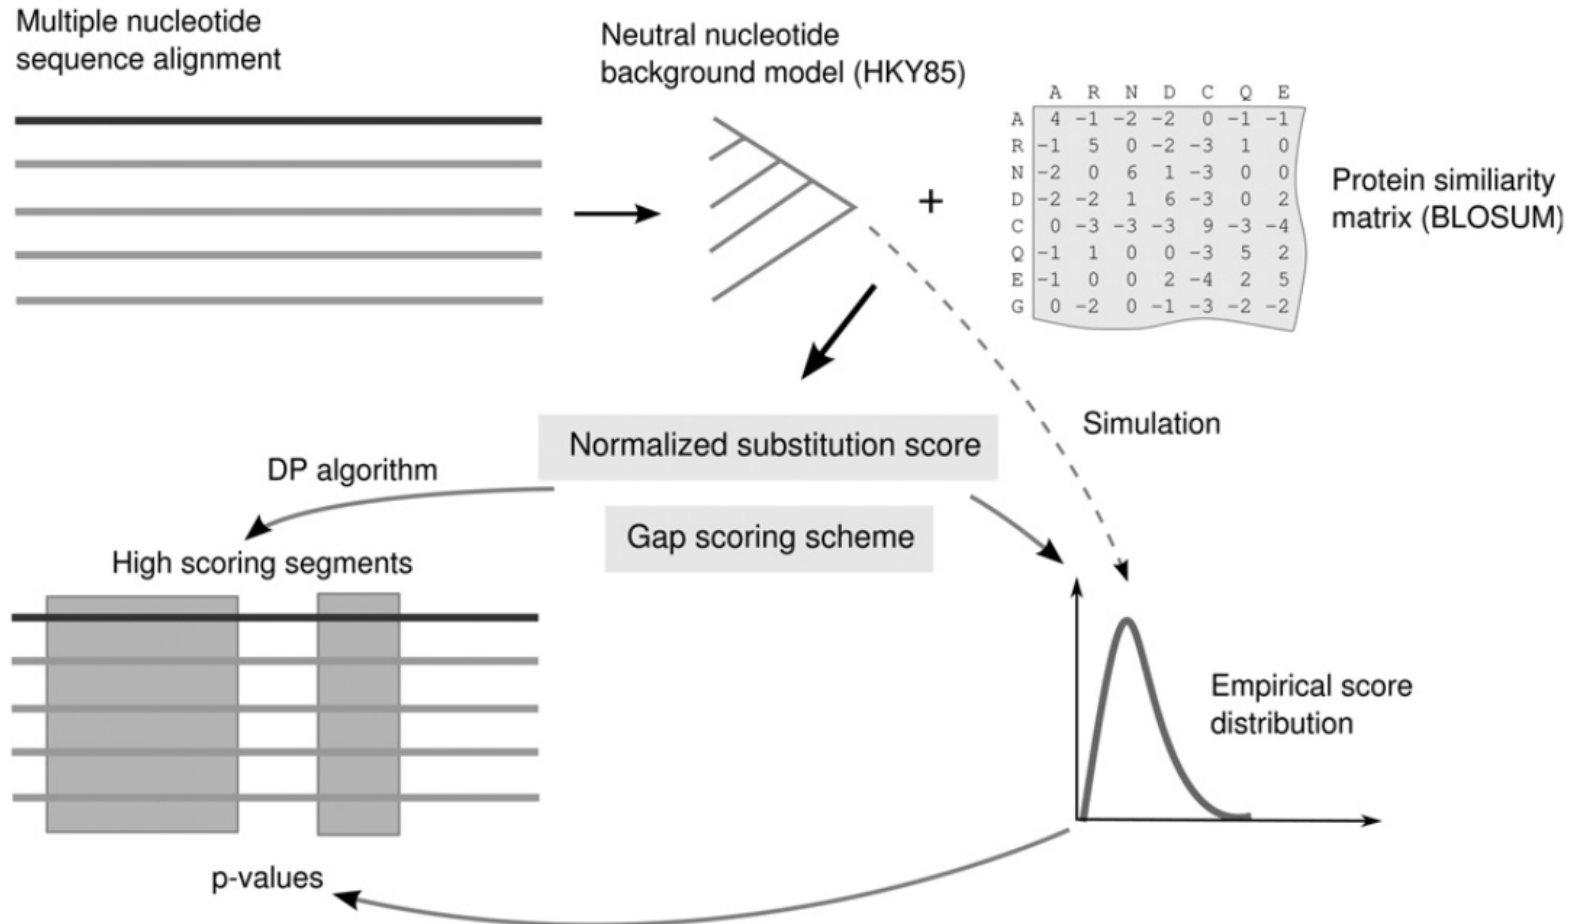 Multiple nucleotide
sequence alignment
Neutral nucleotide
background model (HKY85)
A R N D C Q E
A 4 -1 -2 -2 0 -1 -1
R -1 5 0 -2 -3 1 0
N -2 0 6 1 -3 0 0
D -2 -2 1 6 -3 0 2
C 0 -3 -3 -3 9 -3 -4
Q -1 1 0 0 -3 5 2
E -1 0 0 2 -4 2 5
G 0 -2 0 -1 -3 -2 -2
+
Protein similiarity
matrix (BLOSUM)
Simulation
Normalized substitution score
DP algorithm
Gap scoring scheme
High scoring segments
Empirical score
distribution
p-values